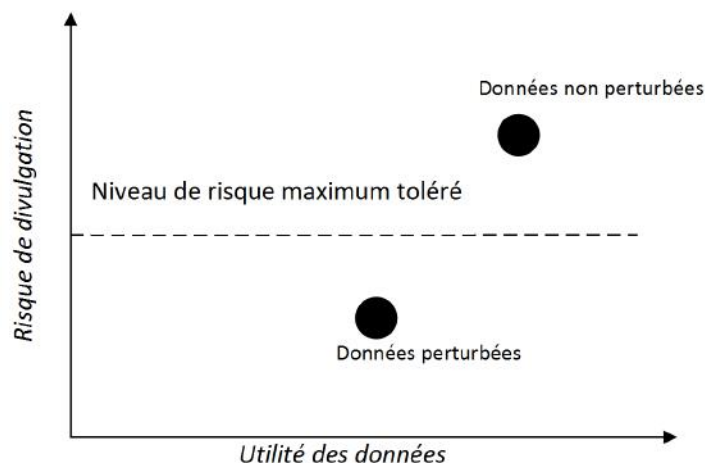 Données non perturbées
Risque de divulgation
Niveau de risque maximum toléré
Données perturbées
Utilité des données